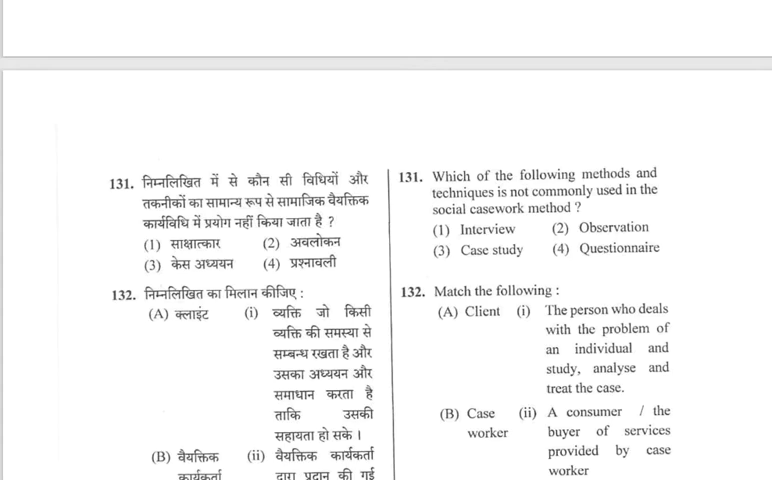 131. निम्नलिखित में से कौन सी विधियों और
तकनीकों का सामान्य रूप से सामाजिक वैयक्तिक
कार्यविधि में प्रयोग नहीं किया जाता है ?
(1) साक्षात्कार (2) अवलोकन
(3) केस अध्ययन (4) प्रश्नावली
132. निम्नलिखित का मिलान कीजिए :
(A) क्लाइंट (i) व्यक्ति जो किसी
व्यक्ति की समस्या से
सम्बन्ध रखता है और
उसका अध्ययन और
समाधान करता है
ताकि उसकी
सहायता हो सके ।
(B) वैयक्तिक (ii) वैयक्तिक कार्यकर्ता
कार्यकर्ता द्वारा प्रदान की गई
131. Which of the following methods and
techniques is not commonly used in the
social casework method ?
(1) Interview (2) Observation
(3) Case study (4) Questionnaire
132. Match the following :
(A) Client (i) The person who deals
with the problem of
an individual and
study, analyse and
treat the case.
(B) Case (ii) A consumer / the
worker buyer of services
provided by case
worker